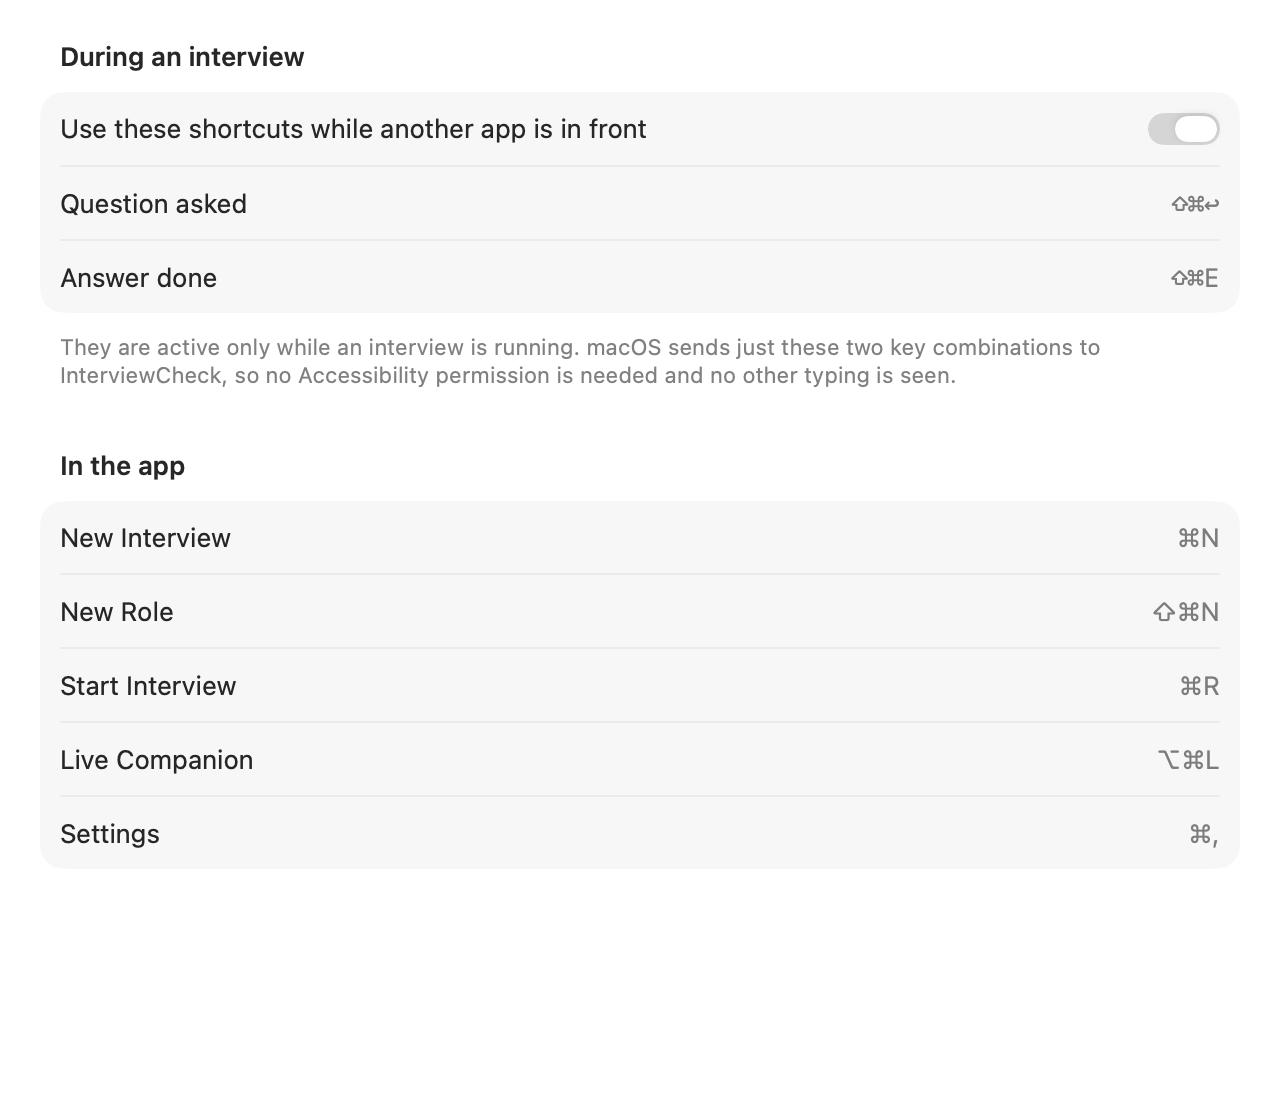 During an interview
Use these shortcuts while another app is in front
Question asked ⇧⌘↩
Answer done ⇧⌘E
They are active only while an interview is running. macOS sends just these two key combinations to
InterviewCheck, so no Accessibility permission is needed and no other typing is seen.
In the app
New Interview ⌘N
New Role ⇧⌘N
Start Interview ⌘R
Live Companion ⌥⌘L
Settings ⌘,